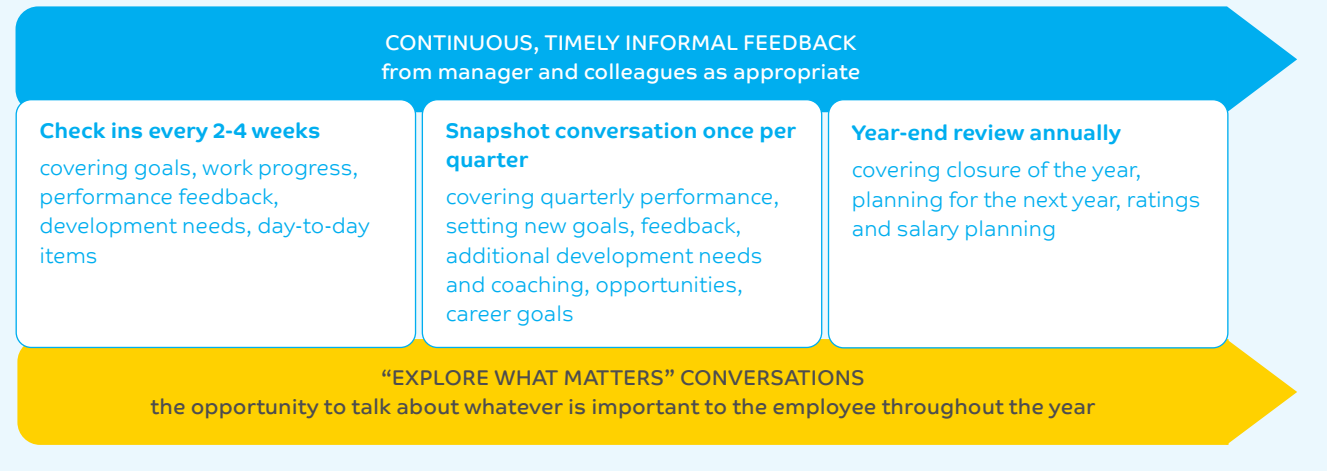 CONTINUOUS, TIMELY INFORMAL FEEDBACK
from manager and colleagues as appropriate
Check ins every 2-4 weeks
covering goals, work progress,
performance feedback,
development needs, day-to-day
items
Snapshot conversation once per
quarter
covering quarterly performance,
setting new goals, feedback,
additional development needs
and coaching, opportunities,
career goals
Year-end review annually
covering closure of the year,
planning for the next year, ratings
and salary planning
“EXPLORE WHAT MATTERS” CONVERSATIONS
the opportunity to talk about whatever is important to the employee throughout the year